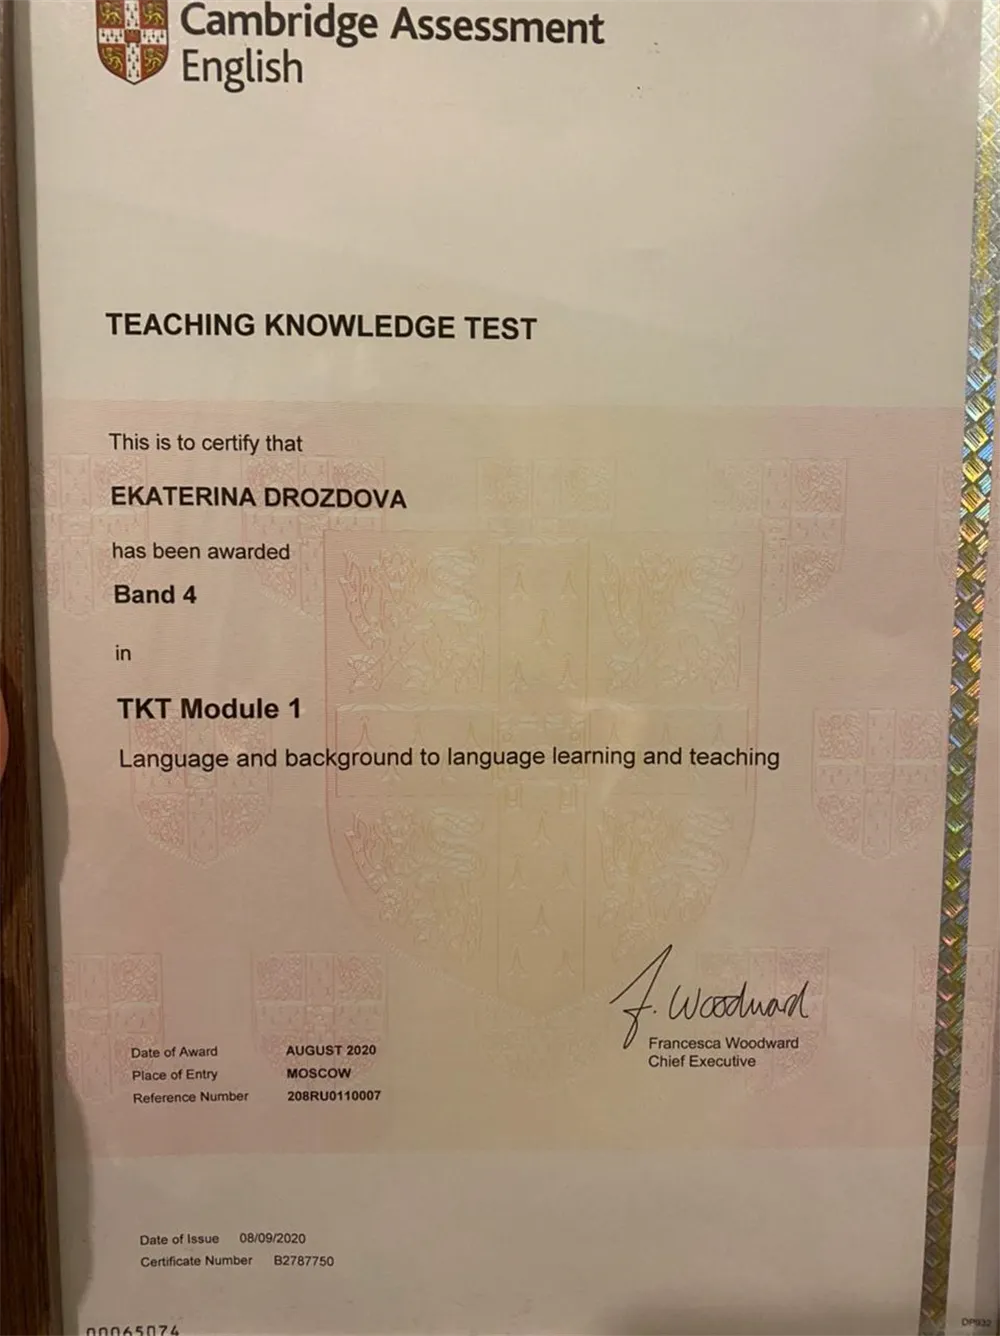 Cambridge Assessment
English
TEACHING KNOWLEDGE TEST
This is to certify that
EKATERINA DROZDOVA
has been awarded
Band 4
in
TKT Module 1
Language and background to language learning and teaching
F. Woodward
Francesca Woodward
Chief Executive
Date of Award AUGUST 2020
Place of Entry MOSCOW
Reference Number 208RU0110007
Date of Issue 08/09/2020
Certificate Number B2787750
00065074
DP932